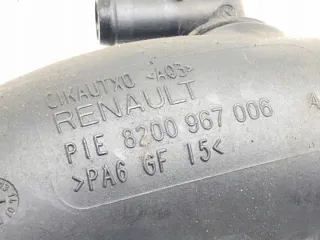 CIKAUTXO <A03>
RENAULT
PIE 8200 967 006
>PA6 GF 15<